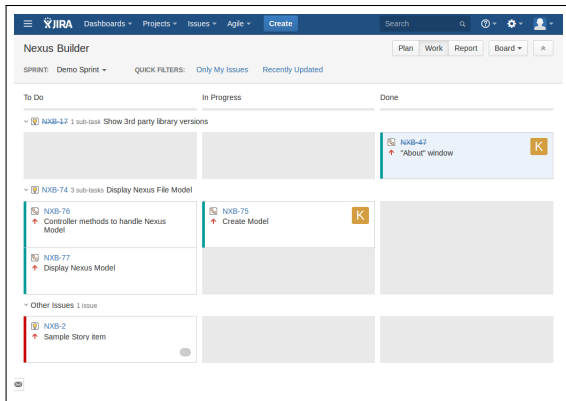 JIRA Dashboards Projects Issues Agile Create Search
Nexus Builder Plan Work Report Board
SPRINT: Demo Sprint QUICK FILTERS: Only My Issues Recently Updated
To Do In Progress Done
NXB-17 1 sub-task Show 3rd party library versions
NXB-47
"About" window
K
NXB-74 3 sub-tasks Display Nexus File Model
NXB-76
Controller methods to handle Nexus
Model
NXB-75
Create Model
K
NXB-77
Display Nexus Model
Other Issues 1 issue
NXB-2
Sample Story item